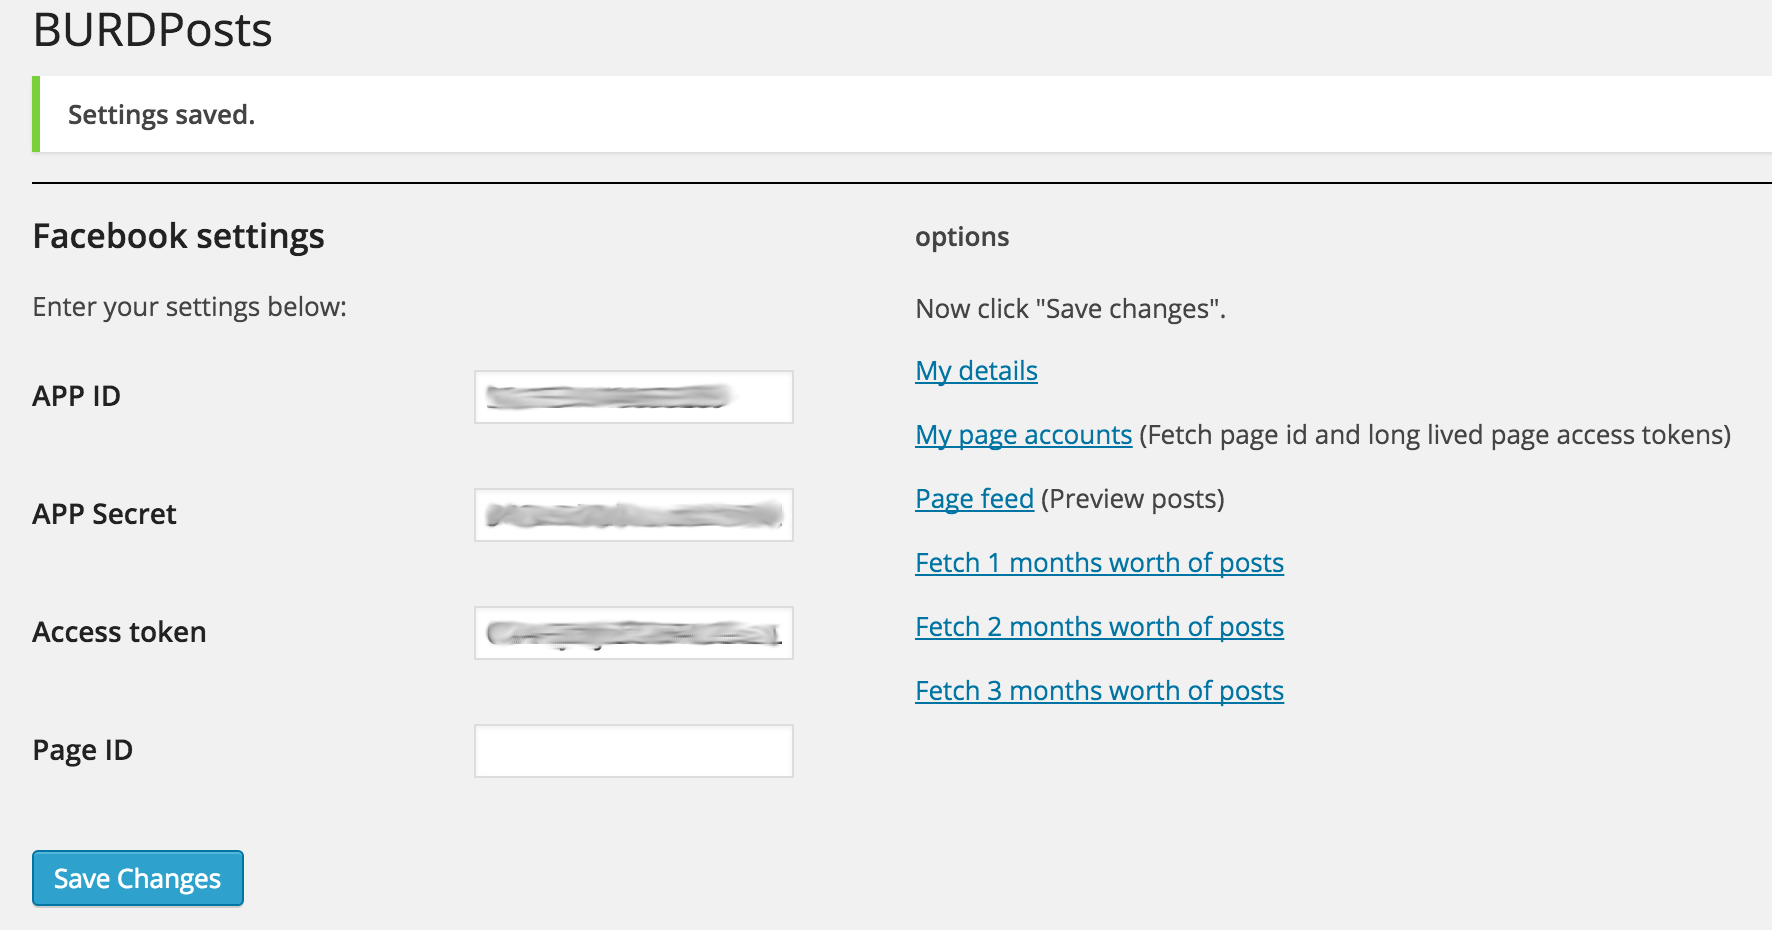 BURDPosts
Settings saved.
Facebook settings
Enter your settings below:
APP ID
APP Secret
Access token
Page ID
Save Changes
options
Now click "Save changes".
My details
My page accounts (Fetch page id and long lived page access tokens)
Page feed (Preview posts)
Fetch 1 months worth of posts
Fetch 2 months worth of posts
Fetch 3 months worth of posts